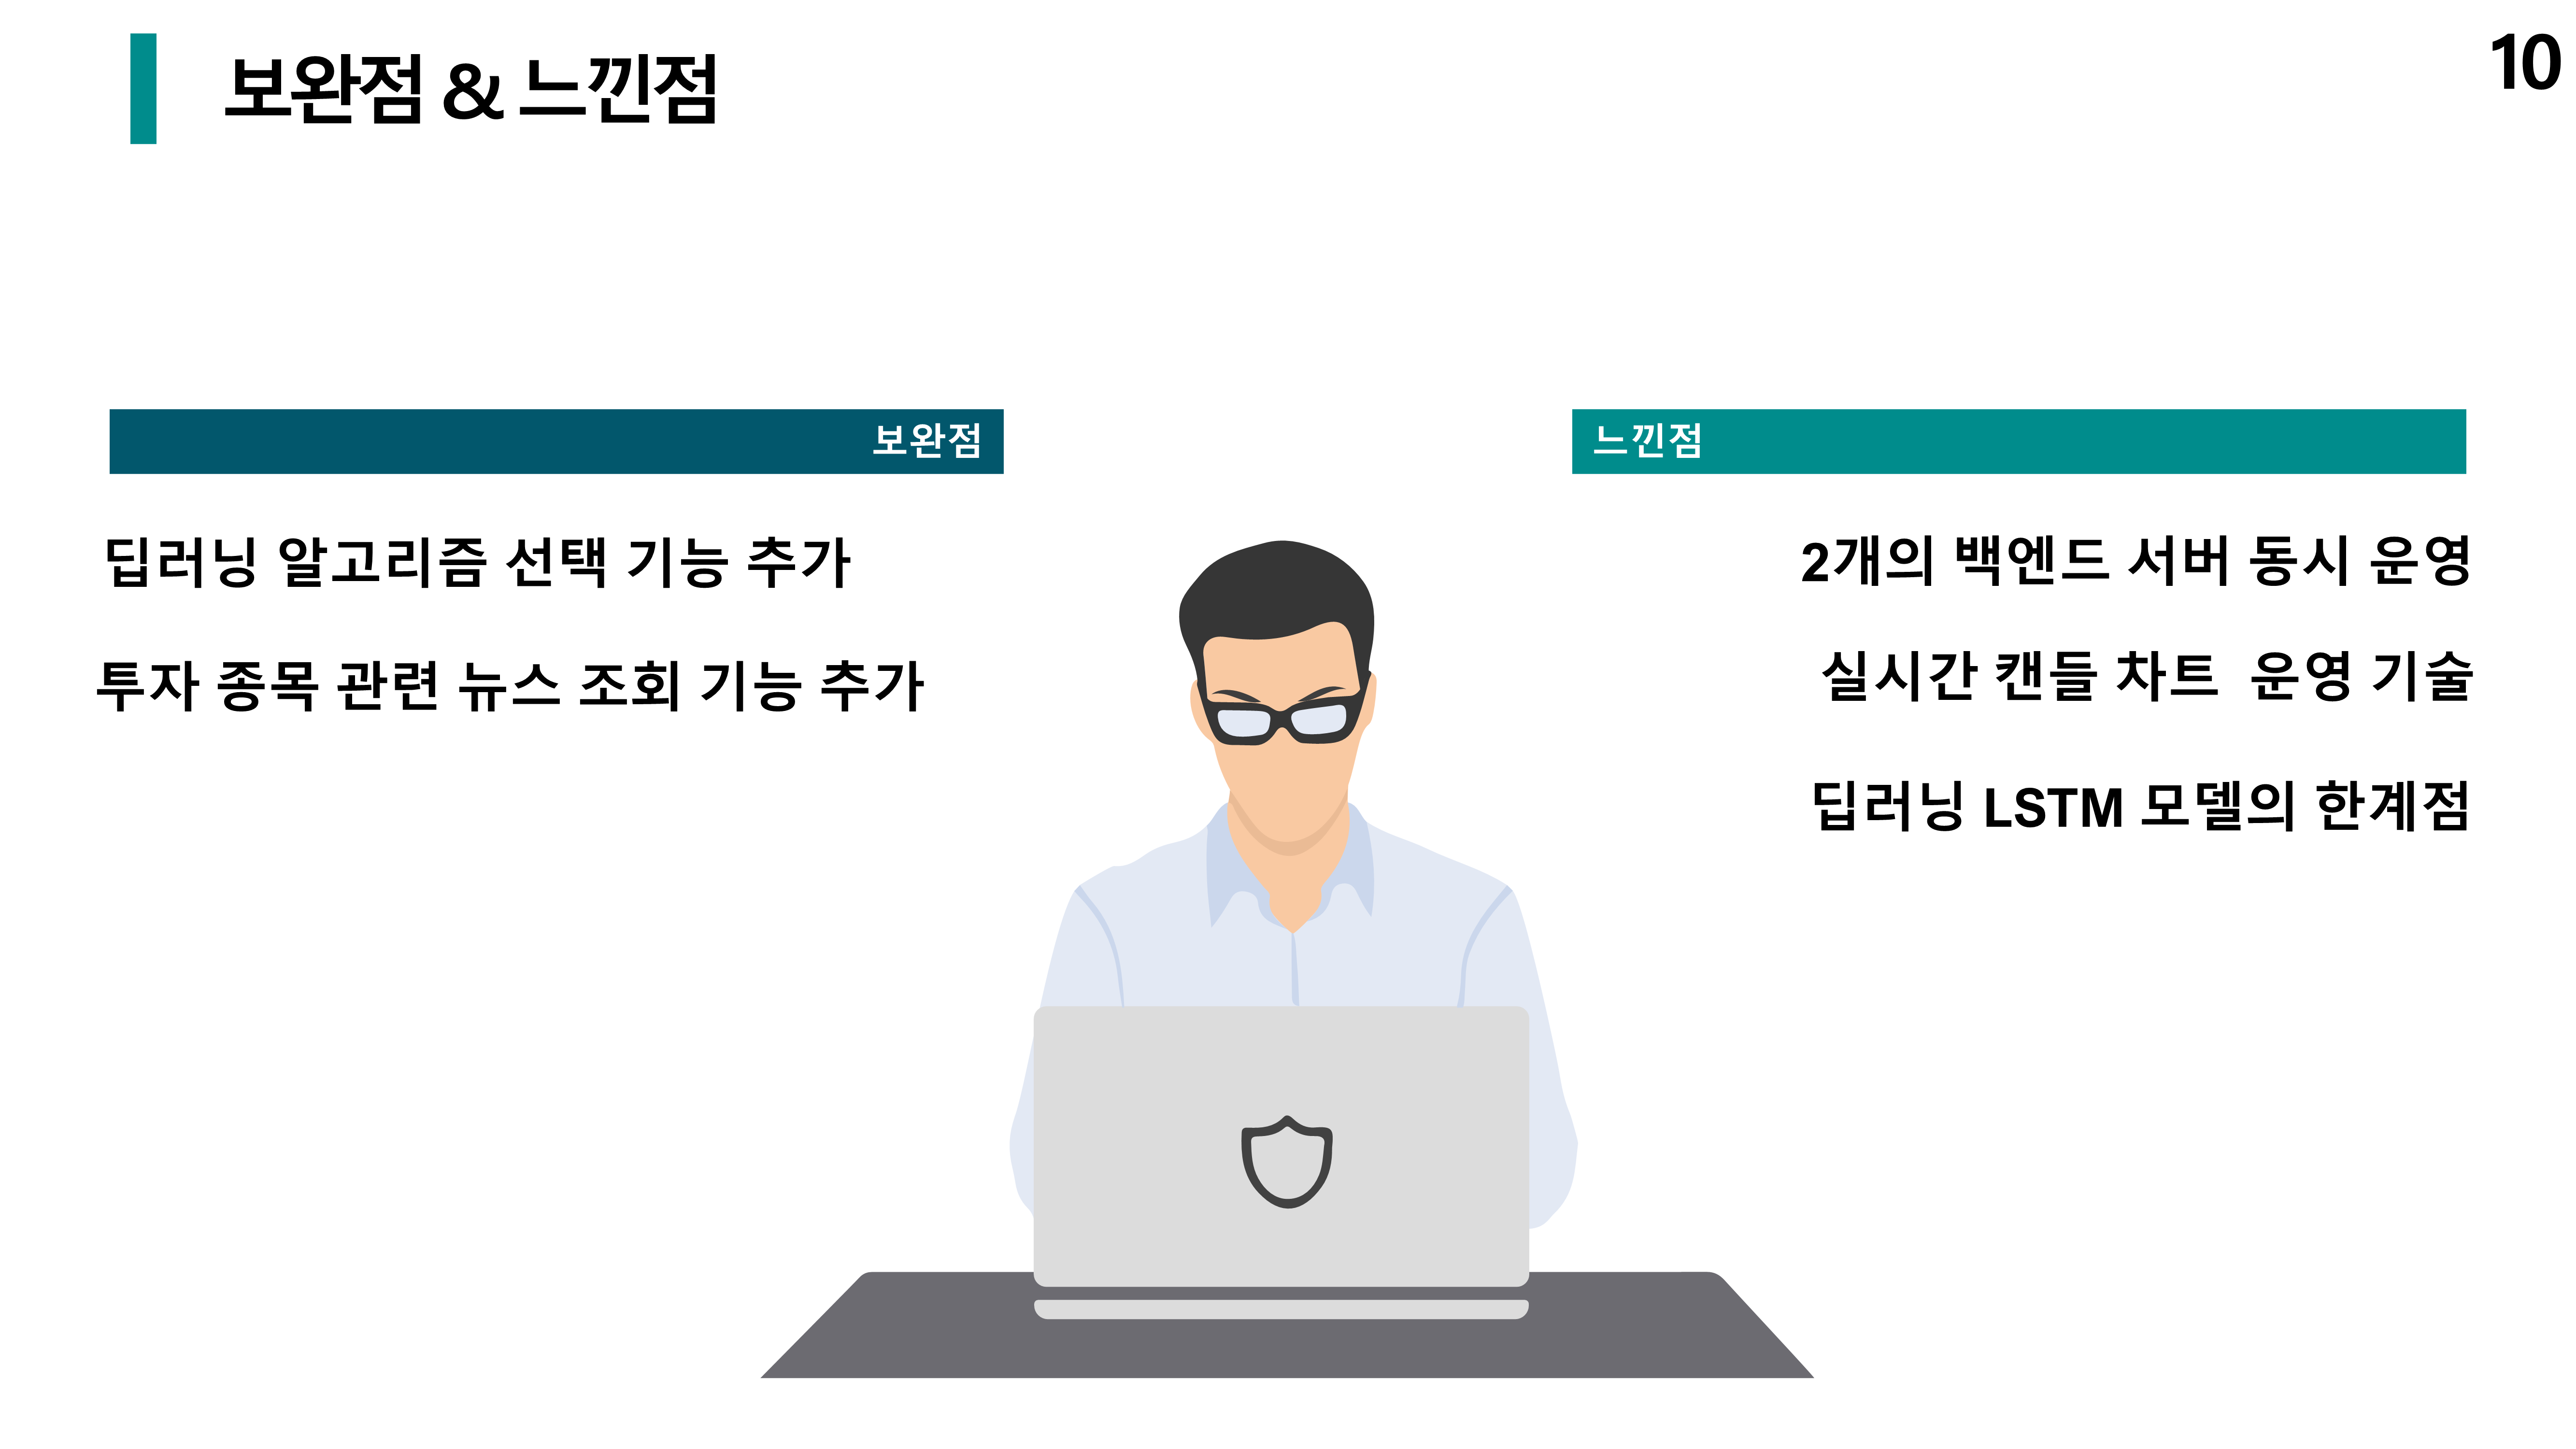 보완점 & 느낀점
10
보완점
딥러닝 알고리즘 선택 기능 추가
투자 종목 관련 뉴스 조회 기능 추가
느낀점
2개의 백엔드 서버 동시 운영
실시간 캔들 차트 운영 기술
딥러닝 LSTM 모델의 한계점